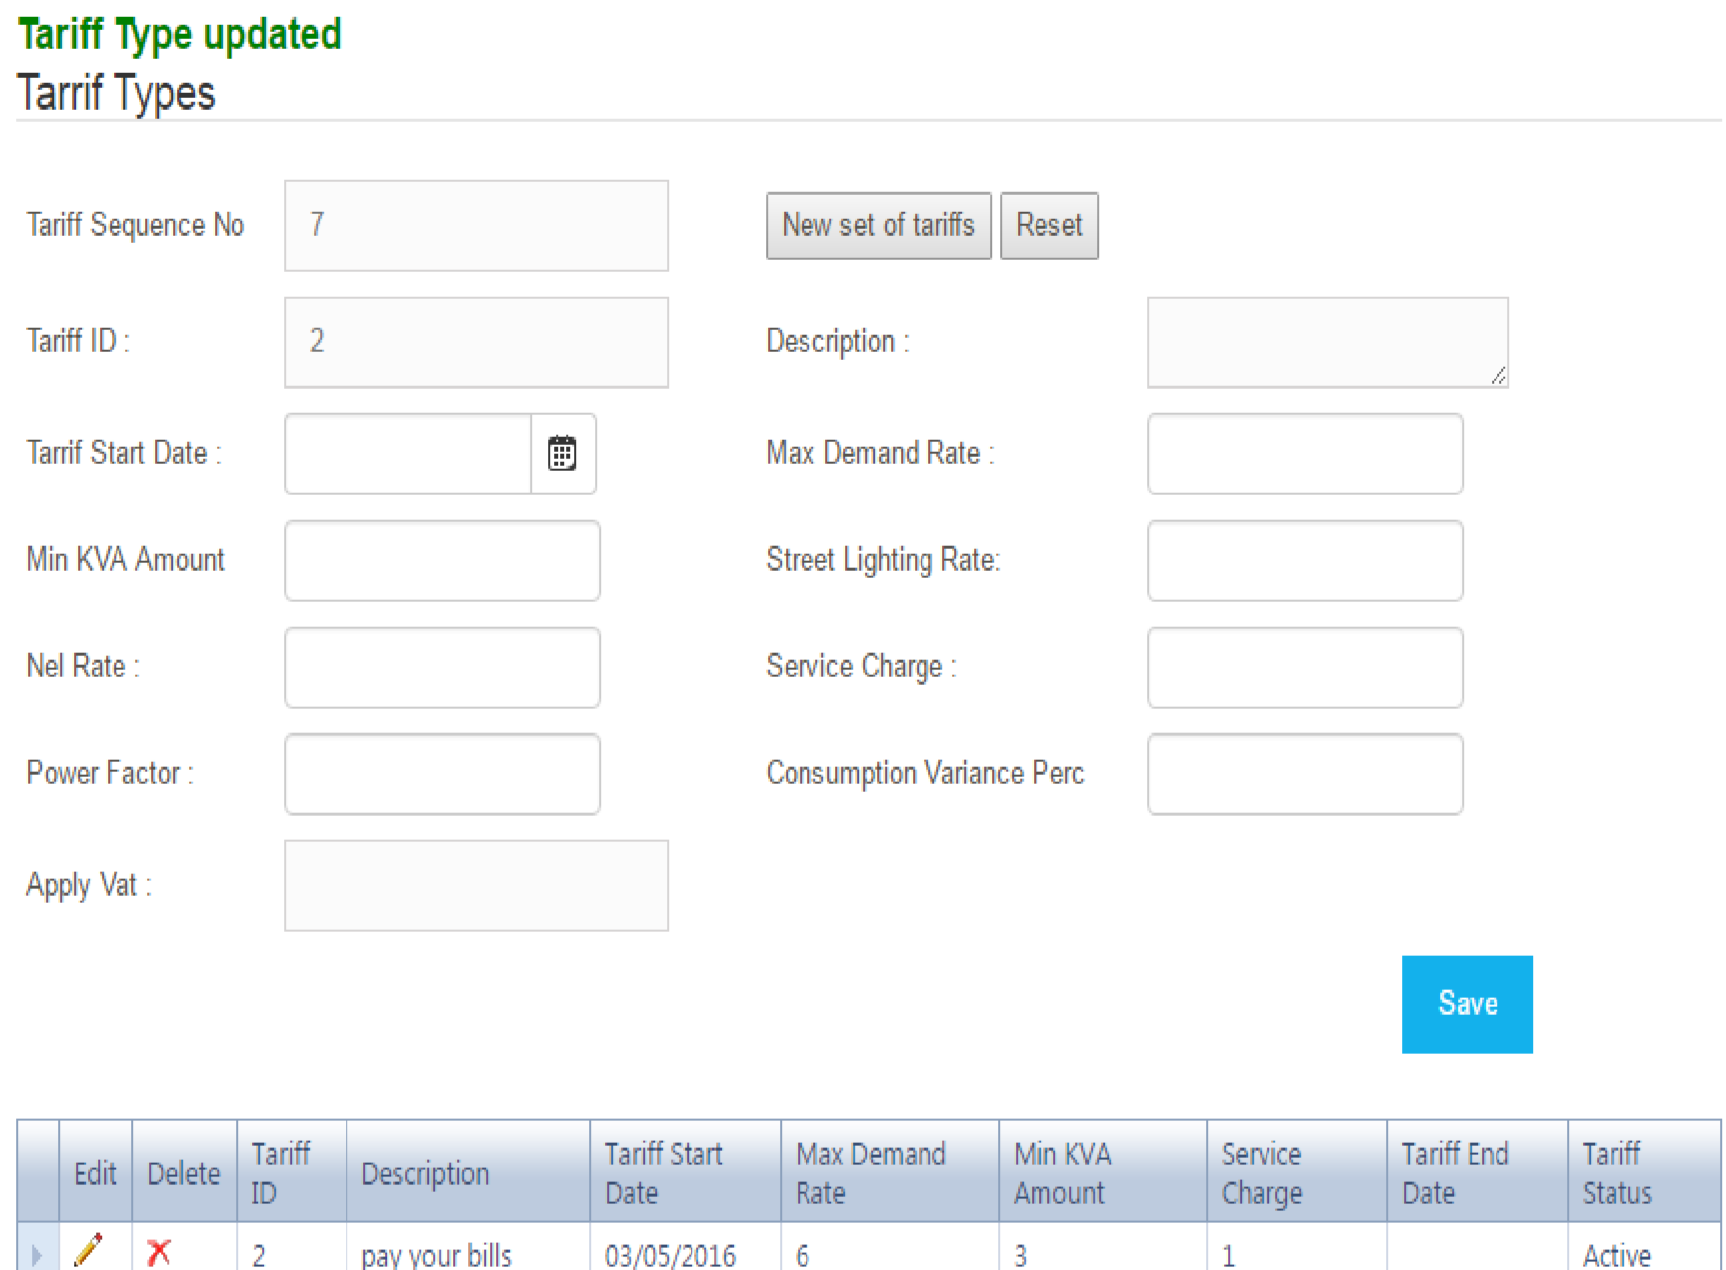 Tariff Type updated
Tarrif Types
Tariff Sequence No 7 New set of tariffs Reset
Tariff ID : 2 Description :
Tarrif Start Date : Max Demand Rate :
Min KVA Amount Street Lighting Rate:
Nel Rate : Service Charge :
Power Factor : Consumption Variance Perc
Apply Vat :
Save
Edit Delete Tariff ID Description Tariff Start Date Max Demand Rate Min KVA Amount Service Charge Tariff End Date Tariff Status
2 pay your bills 03/05/2016 6 3 1 Active